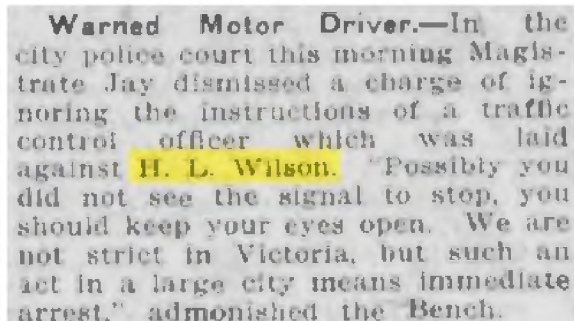 Warned Motor Driver.—In the
city police court this morning Magis-
trate Jay dismissed a charge of ig-
noring the instructions of a traffic
control officer which was laid
against H. L. Wilson. "Possibly you
did not see the signal to stop, you
should keep your eyes open. We are
not strict in Victoria, but such an
act in a large city means immediate
arrest," admonished the Bench.